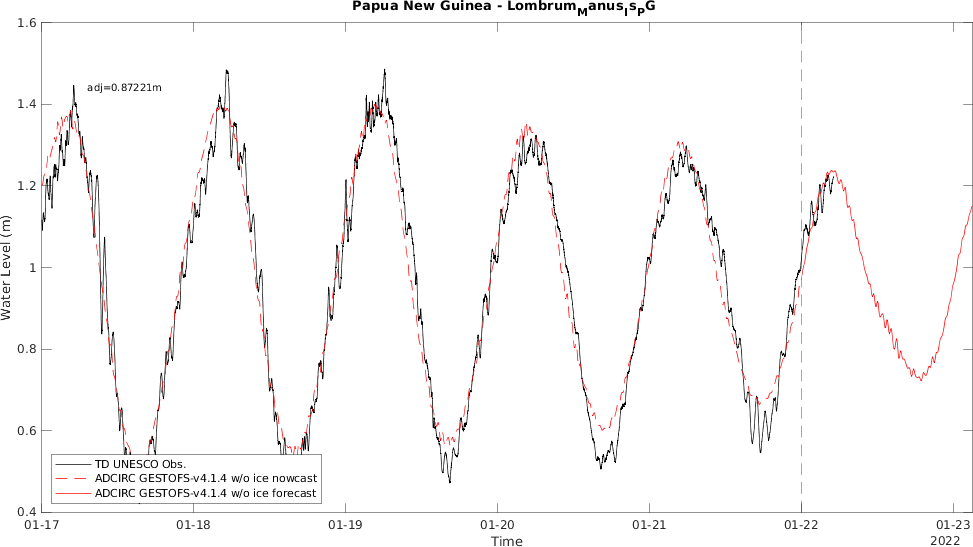 Papua New Guinea - LombrumManusIsPG
1.6
1.4
1.2
1
0.8
0.6
0.4
Water Level (m)
adj=0.87221m
TD UNESCO Obs.
ADCIRC GESTOFS-v4.1.4 w/o ice nowcast
ADCIRC GESTOFS-v4.1.4 w/o ice forecast
01-17 01-18 01-19 01-20 01-21 01-22 01-23
Time
2022